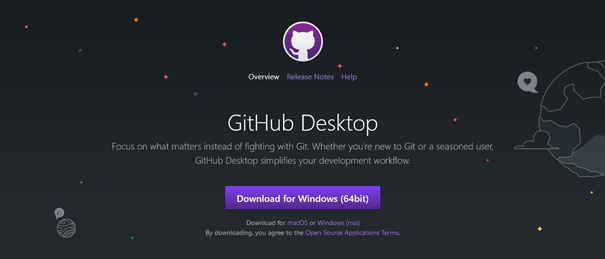 Overview Release Notes Help
GitHub Desktop
Focus on what matters instead of fighting with Git. Whether you're new to Git or a seasoned user,
GitHub Desktop simplifies your development workflow.
Download for Windows (64bit)
Download for macOS or Windows (msi)
By downloading, you agree to the Open Source Applications Terms.